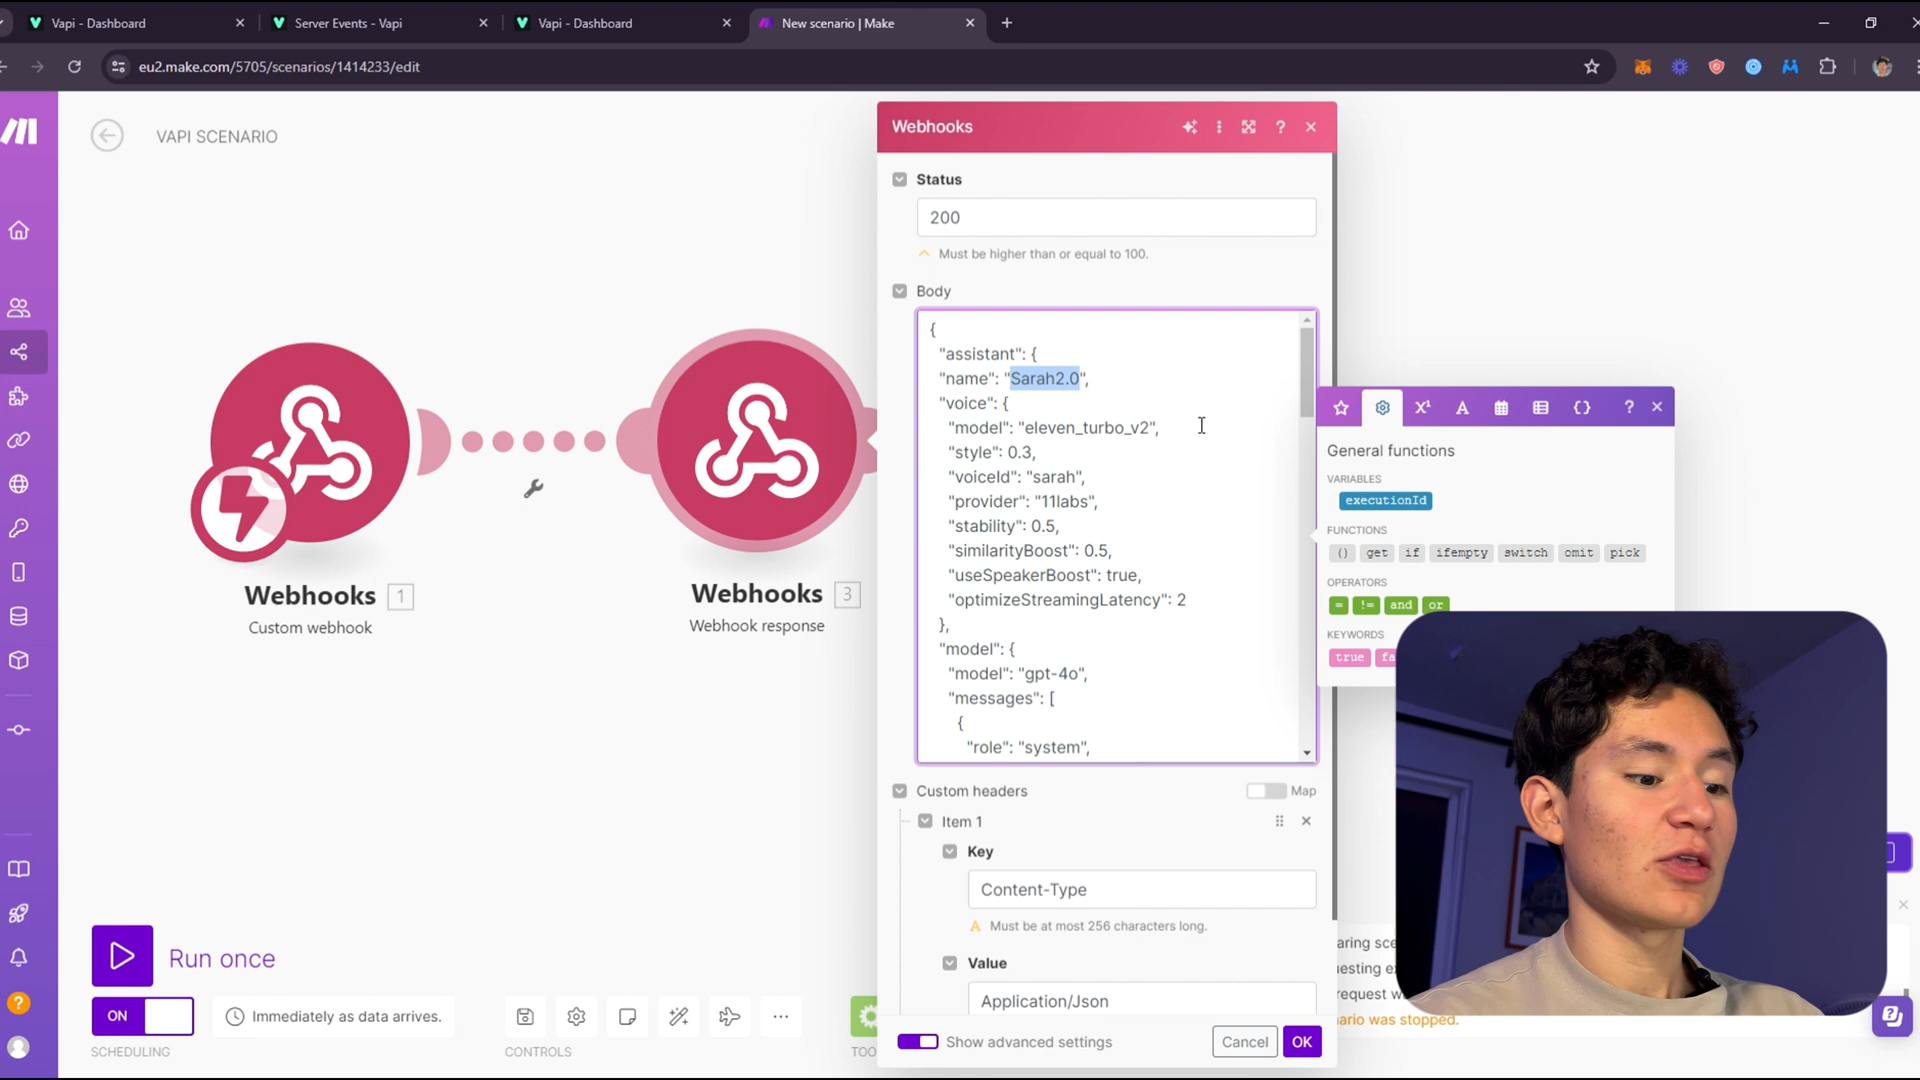 Vapi - Dashboard
Server Events - Vapi
Vapi - Dashboard
New scenario | Make
eu2.make.com/5705/scenarios/1414233/edit
VAPI SCENARIO
Webhooks 1
Custom webhook
Webhooks 3
Webhook response
Webhooks
Status
200
Must be higher than or equal to 100.
Body
{
"assistant": {
"name": "Sarah2.0",
"voice": {
"model": "eleven_turbo_v2",
"style": 0.3,
"voiceId": "sarah",
"provider": "11labs",
"stability": 0.5,
"similarityBoost": 0.5,
"useSpeakerBoost": true,
"optimizeStreamingLatency": 2
},
"model": {
"model": "gpt-4o",
"messages": [
{
"role": "system",
Custom headers
Map
Item 1
Key
Content-Type
Must be at most 256 characters long.
Value
Application/Json
Show advanced settings
Cancel
OK
General functions
VARIABLES
executionId
FUNCTIONS
() get if ifempty switch omit pick
OPERATORS
= != and or
KEYWORDS
true
request
was stopped.
Run once
ON
Immediately as data arrives.
SCHEDULING
CONTROLS